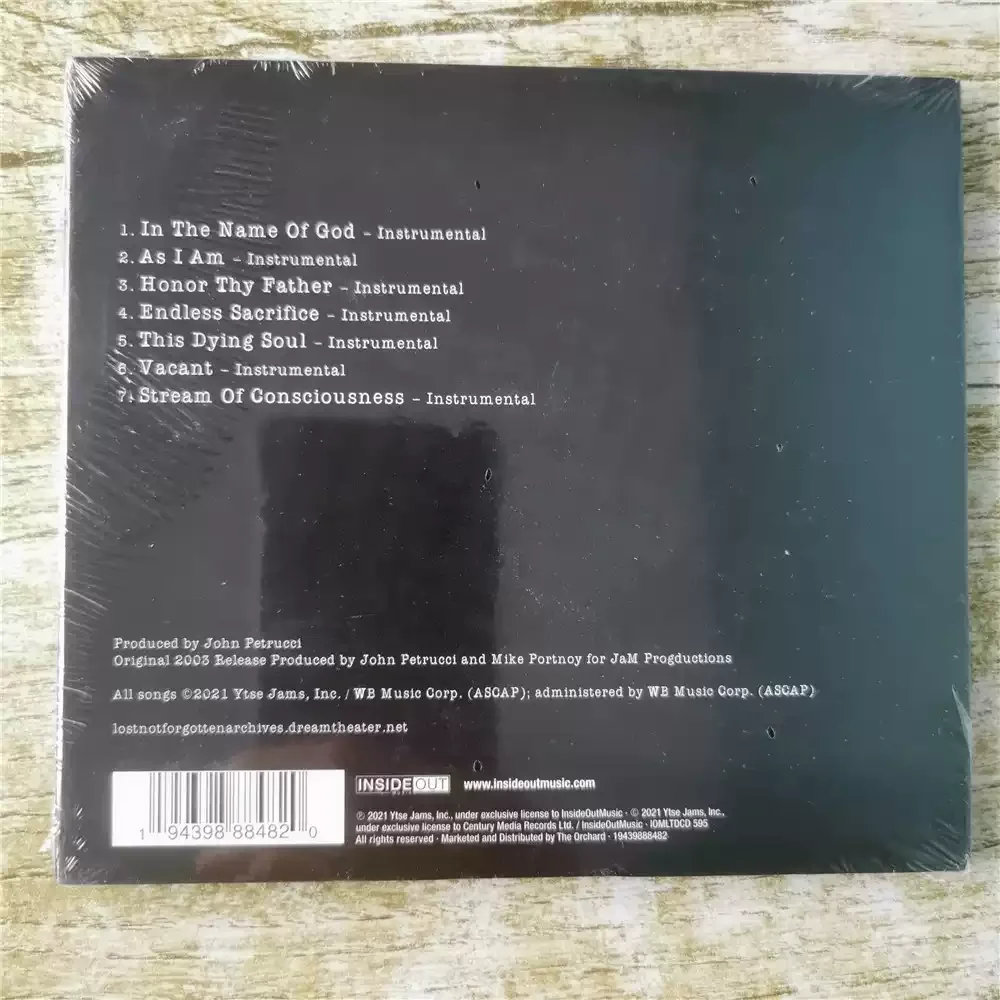 1. In The Name Of God – Instrumental
2. As I Am – Instrumental
3. Honor Thy Father – Instrumental
4. Endless Sacrifice – Instrumental
5. This Dying Soul – Instrumental
6. Vacant – Instrumental
7. Stream Of Consciousness – Instrumental
Produced by John Petrucci
Original 2003 Release Produced by John Petrucci and Mike Portnoy for JaM Progductions
All songs ©2021 Ytse Jams, Inc. / WB Music Corp. (ASCAP); administered by WB Music Corp. (ASCAP)
lostnotforgottenarchives.dreamtheater.net
1 94398 88482 0
INSIDEOUT MUSIC www.insideoutmusic.com
℗ 2021 Ytse Jams, Inc., under exclusive license to InsideOutMusic · © 2021 Ytse Jams, Inc.,
under exclusive license to Century Media Records Ltd. / InsideOutMusic · IOMLTDCD 595
All rights reserved · Marketed and Distributed by The Orchard · 19439888482